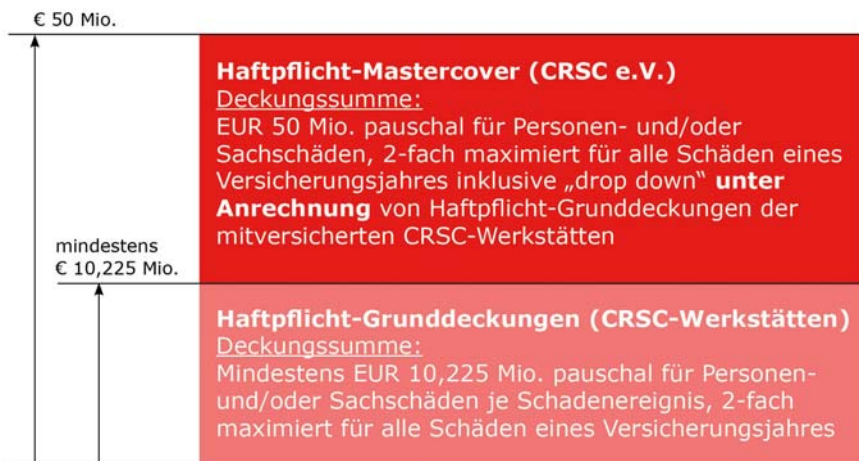 € 50 Mio.
Haftpflicht-Mastercover (CRSC e.V.)
Deckungssumme:
EUR 50 Mio. pauschal für Personen- und/oder
Sachschäden, 2-fach maximiert für alle Schäden eines
Versicherungsjahres inklusive „drop down“ unter
Anrechnung von Haftpflicht-Grunddeckungen der
mitversicherten CRSC-Werkstätten
mindestens
€ 10,225 Mio.
Haftpflicht-Grunddeckungen (CRSC-Werkstätten)
Deckungssumme:
Mindestens EUR 10,225 Mio. pauschal für Personen-
und/oder Sachschäden je Schadenereignis, 2-fach
maximiert für alle Schäden eines Versicherungsjahres